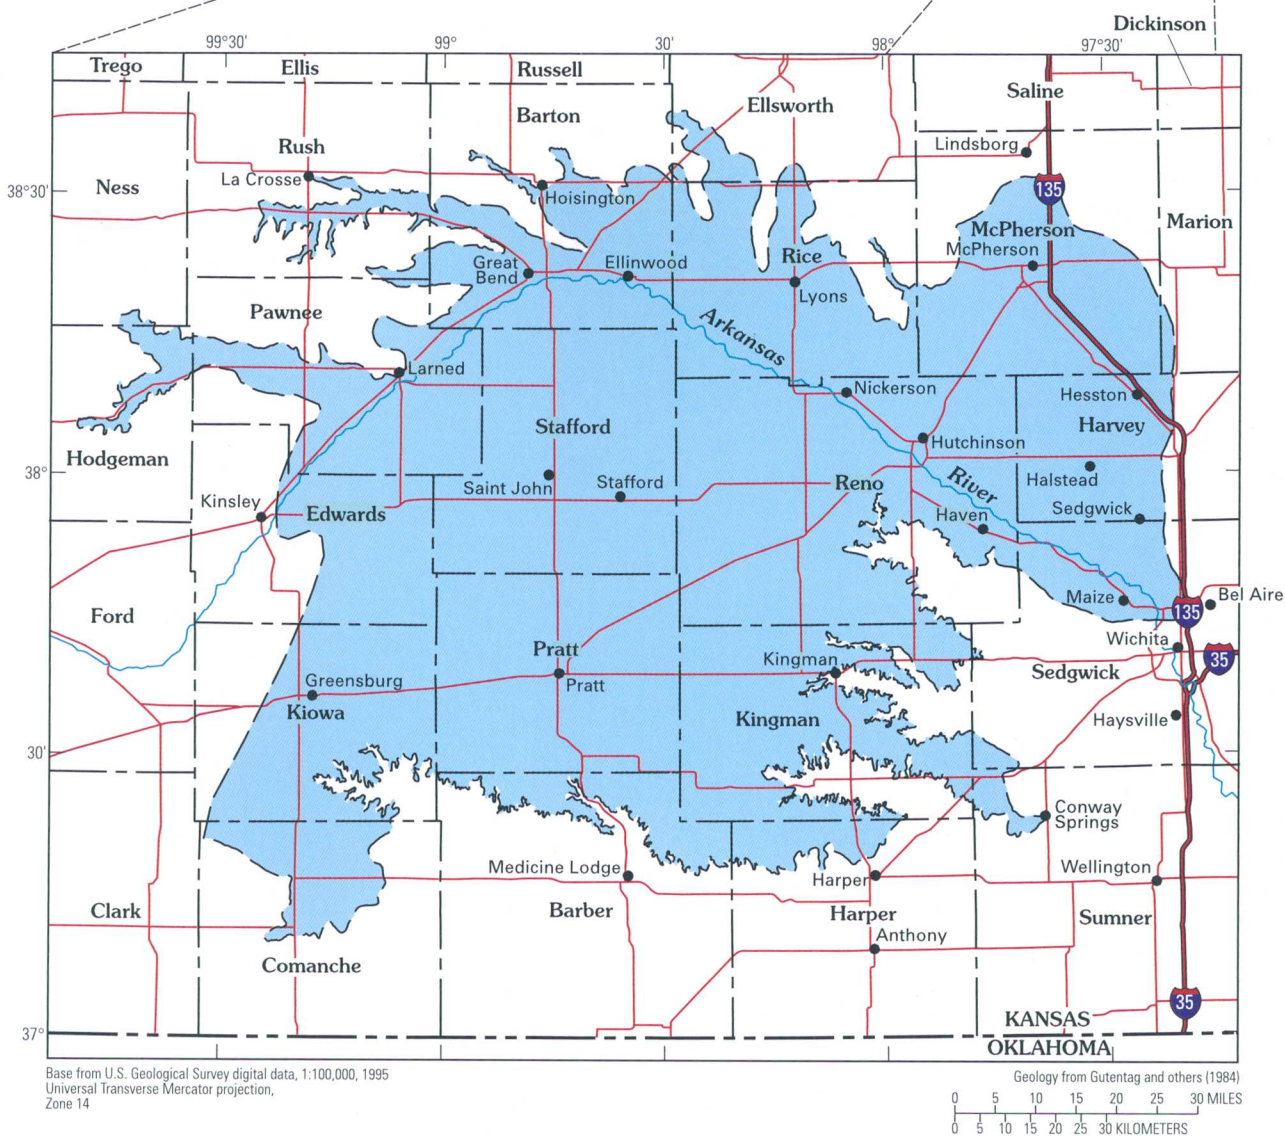 Dickinson
99°30'
99°
30'
98°
97°30'
Trego
Ellis
Russell
Saline
Ellsworth
Barton
Rush
Lindsborg
38°30'
Ness
La Crosse
Hoisington
135
Marion
McPherson
McPherson
Great
Bend
Ellinwood
Rice
Lyons
Pawnee
Arkansas
Larned
Nickerson
Hesston
Harvey
Stafford
Hutchinson
Hodgeman
38°
Saint John
Stafford
Reno
River
Halstead
Kinsley
Edwards
Haven
Sedgwick
Ford
Maize
Bel Aire
135
Wichita
Pratt
Kingman
35
Greensburg
Pratt
Sedgwick
Kiowa
Kingman
Haysville
30'
Conway
Springs
Medicine Lodge
Harper
Wellington
Clark
Barber
Harper
Sumner
Anthony
Comanche
35
KANSAS
37°
OKLAHOMA
Base from U.S. Geological Survey digital data, 1:100,000, 1995
Universal Transverse Mercator projection,
Zone 14
Geology from Gutentag and others (1984)
0 5 10 15 20 25 30 MILES
0 5 10 15 20 25 30 KILOMETERS